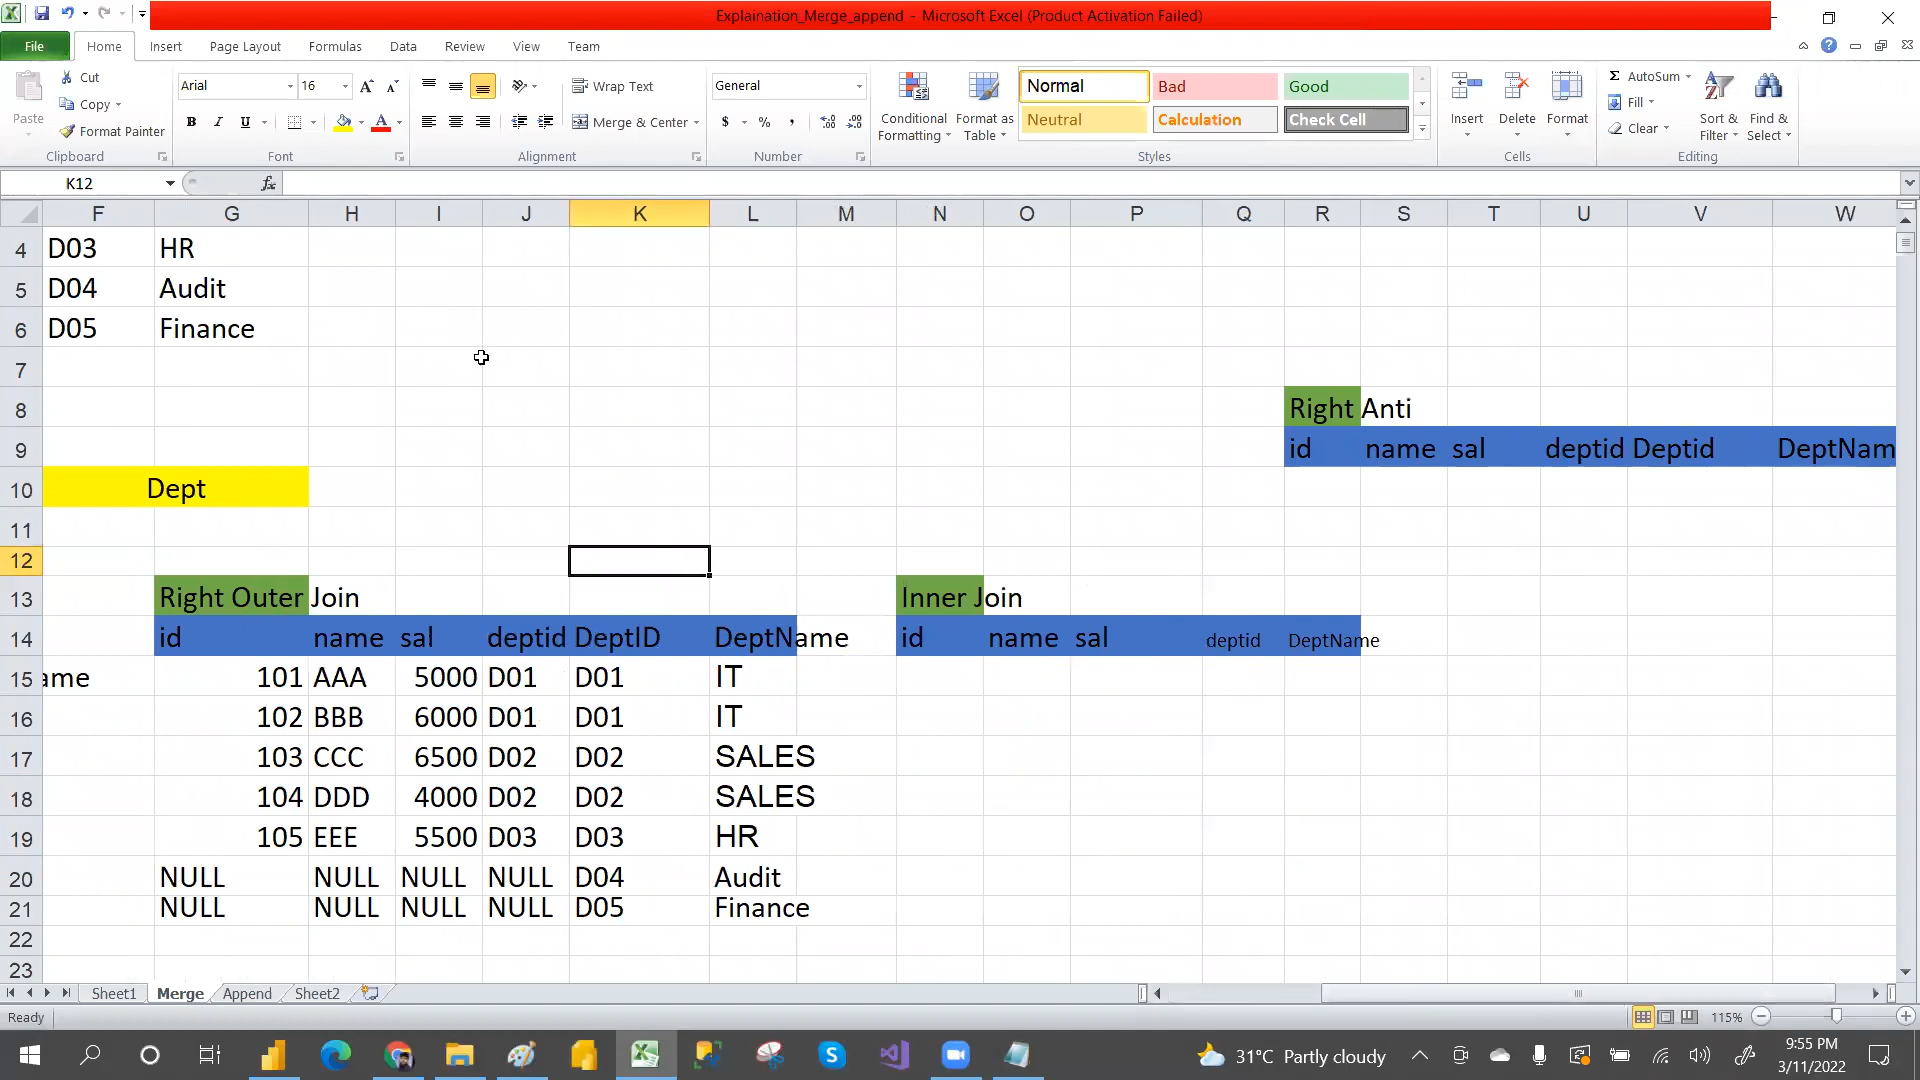 Explaination_Merge_append - Microsoft Excel (Product Activation Failed)
File Home Insert Page Layout Formulas Data Review View Team
Paste Cut Copy Format Painter
Arial 16
B I U
Wrap Text
Merge & Center
General
$ % ,
Conditional Formatting
Format as Table
Normal Bad Good
Neutral Calculation Check Cell
Insert Delete Format
AutoSum Fill Clear
Sort & Filter Find & Select
Clipboard Font Alignment Number Styles Cells Editing
K12 fx
F G H I J K L M N O P Q R S T U V W
4 D03 HR
5 D04 Audit
6 D05 Finance
7
8 Right Anti
9 id name sal deptid Deptid DeptNam
10 Dept
11
12
13 Right Outer Join Inner Join
14 id name sal deptid DeptID DeptName id name sal deptid DeptName
15 ame 101 AAA 5000 D01 D01 IT
16 102 BBB 6000 D01 D01 IT
17 103 CCC 6500 D02 D02 SALES
18 104 DDD 4000 D02 D02 SALES
19 105 EEE 5500 D03 D03 HR
20 NULL NULL NULL NULL D04 Audit
21 NULL NULL NULL NULL D05 Finance
22
23
Sheet1 Merge Append Sheet2
Ready 115%
31°C Partly cloudy
9:55 PM
3/11/2022